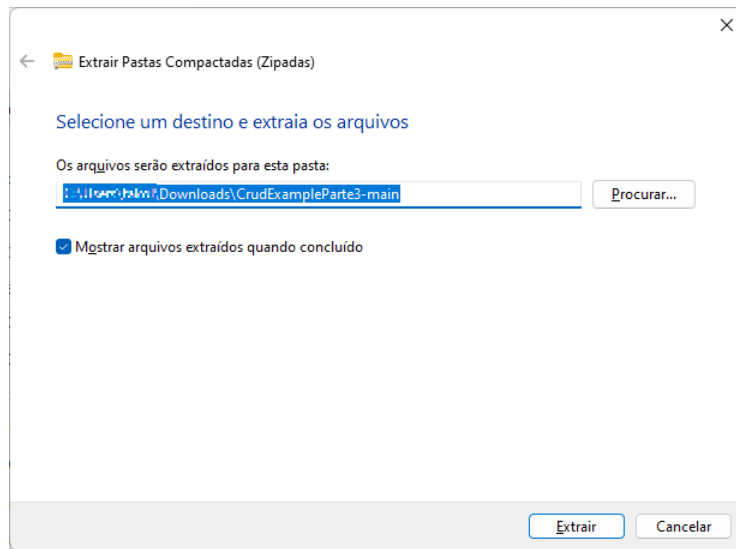 Extrair Pastas Compactadas (Zipadas)
Selecione um destino e extraia os arquivos
Os arquivos serão extraídos para esta pasta:
\Downloads\CrudExampleParte3-main
Procurar...
Mostrar arquivos extraídos quando concluído
Extrair
Cancelar